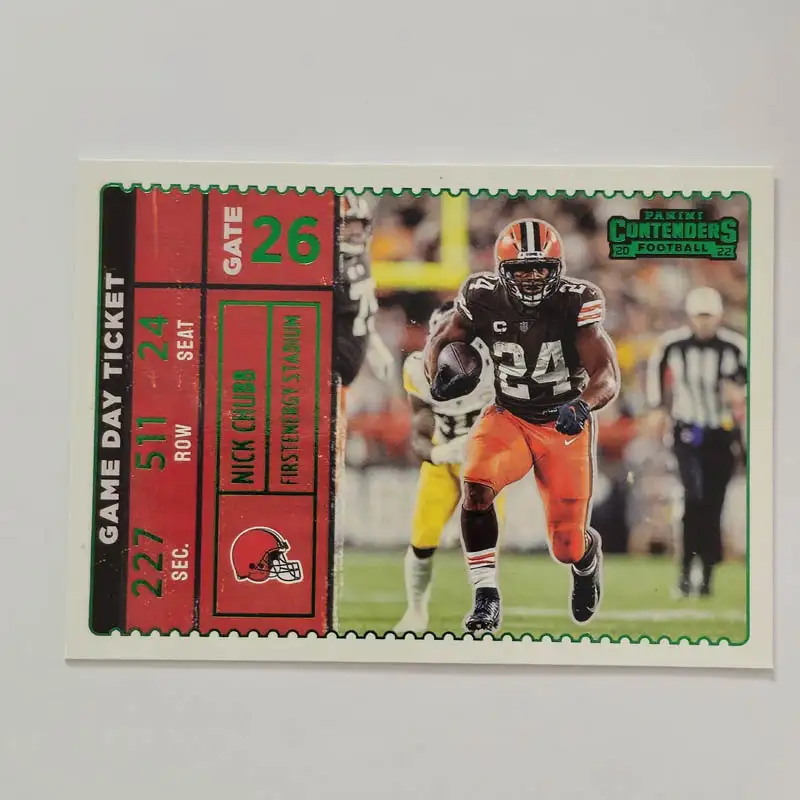 GAME DAY TICKET
227 511 24
SEC. ROW SEAT
GATE 26
NICK CHUBB
FIRSTENERGY STADIUM
PANINI
CONTENDERS
20 FOOTBALL 22
24
C
24